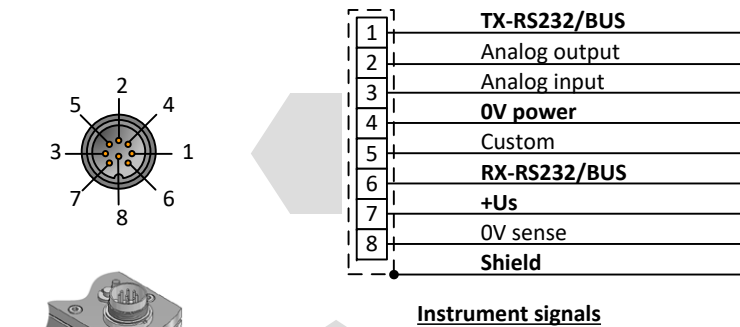 2
5 4
3 1
7 6
8
1 TX-RS232/BUS
2 Analog output
3 Analog input
4 0V power
5 Custom
6 RX-RS232/BUS
7 +Us
8 0V sense
Shield
Instrument signals